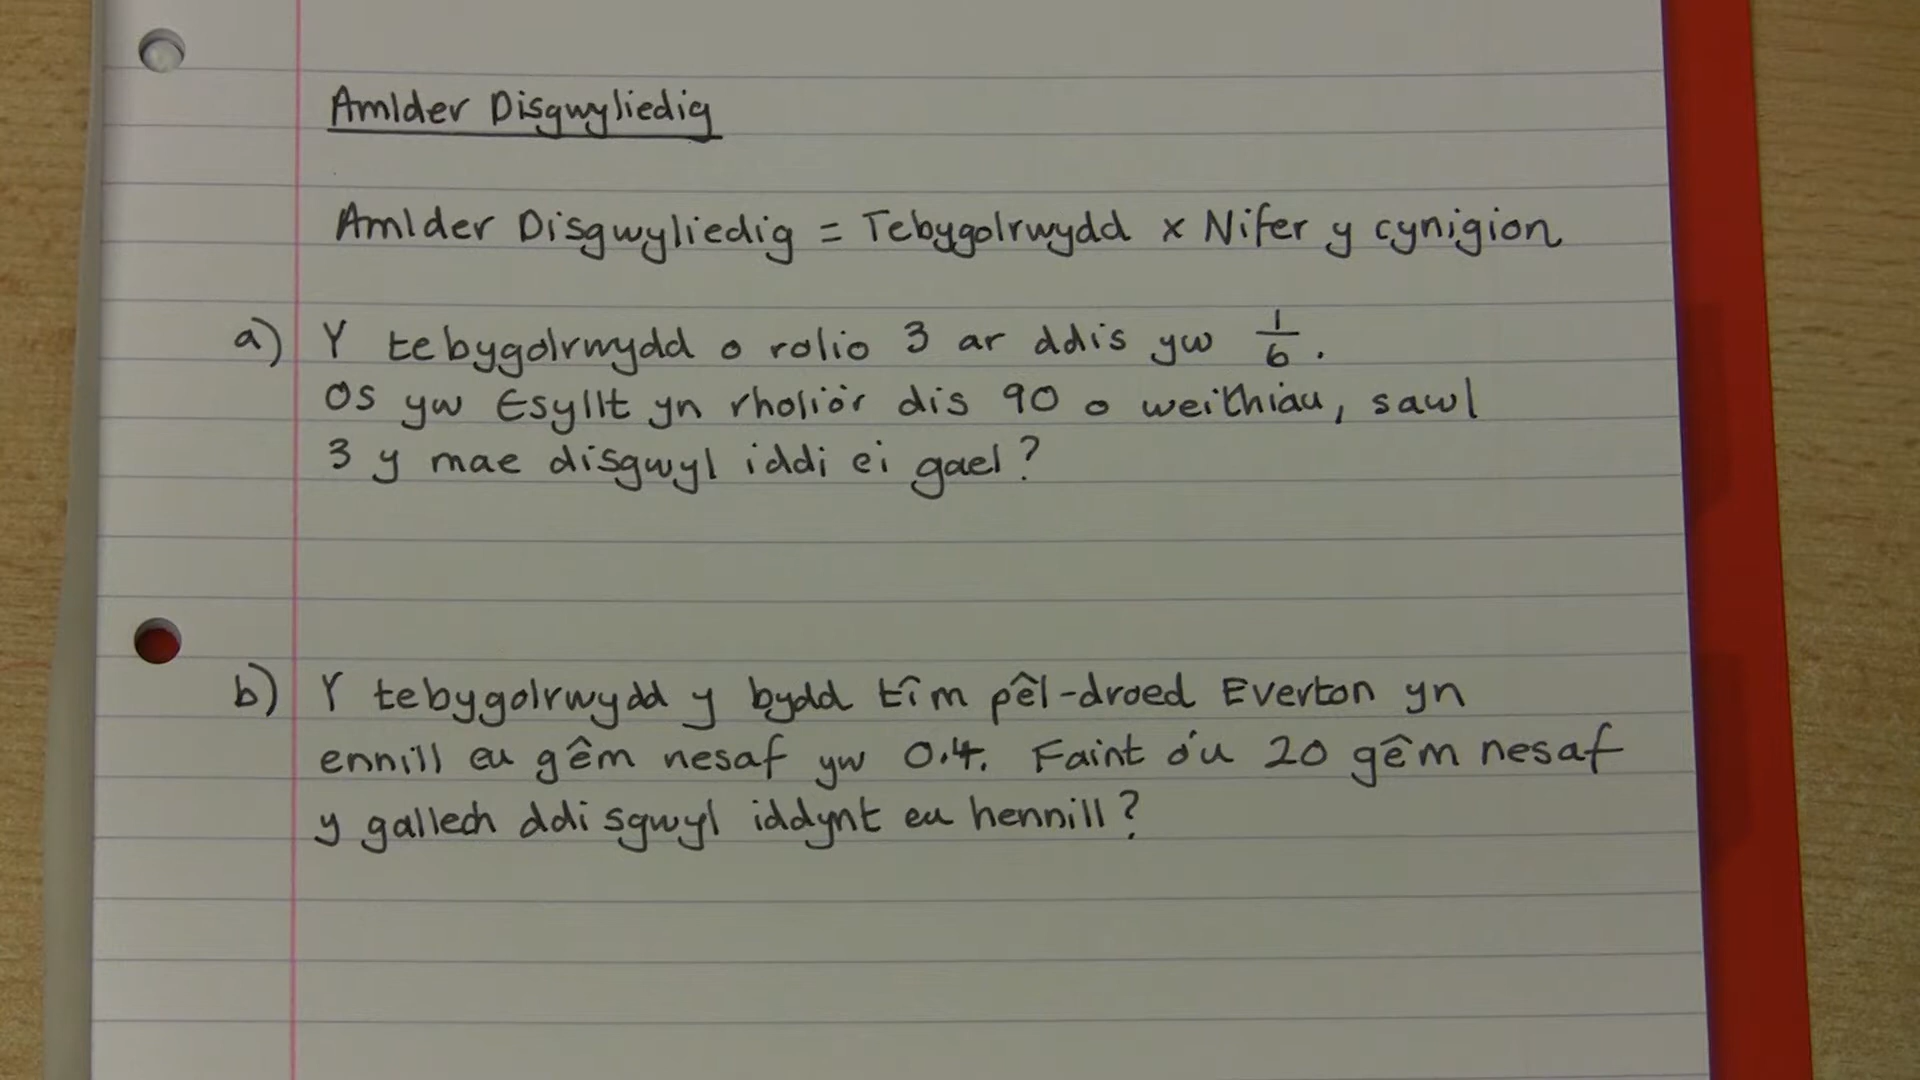 Amlder Disgwyliedig
Amlder Disgwyliedig = Tebygolrwydd x Nifer y cynigion
a) Y tebygolrwydd o rolio 3 ar ddis yw 1/6.
Os yw Esyllt yn rholio'r dis 90 o weithiau, sawl
3 y mae disgwyl iddi ei gael?
b) Y tebygolrwydd y bydd tîm pêl-droed Everton yn
ennill eu gêm nesaf yw 0.4. Faint o'u 20 gêm nesaf
y gallech ddisgwyl iddynt eu hennill?